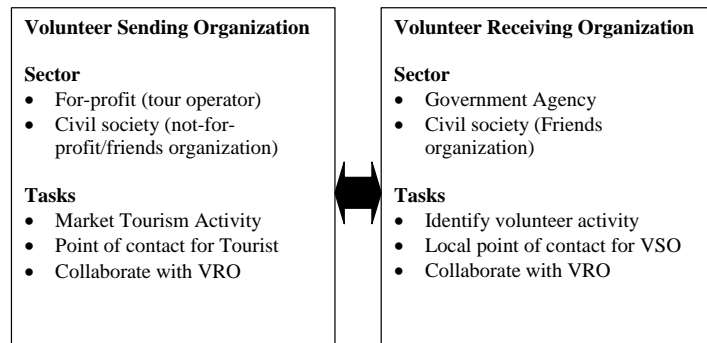 Volunteer Sending Organization
Sector
• For-profit (tour operator)
• Civil society (not-for-
profit/friends organization)
Tasks
• Market Tourism Activity
• Point of contact for Tourist
• Collaborate with VRO
Volunteer Receiving Organization
Sector
• Government Agency
• Civil society (Friends
organization)
Tasks
• Identify volunteer activity
• Local point of contact for VSO
• Collaborate with VRO